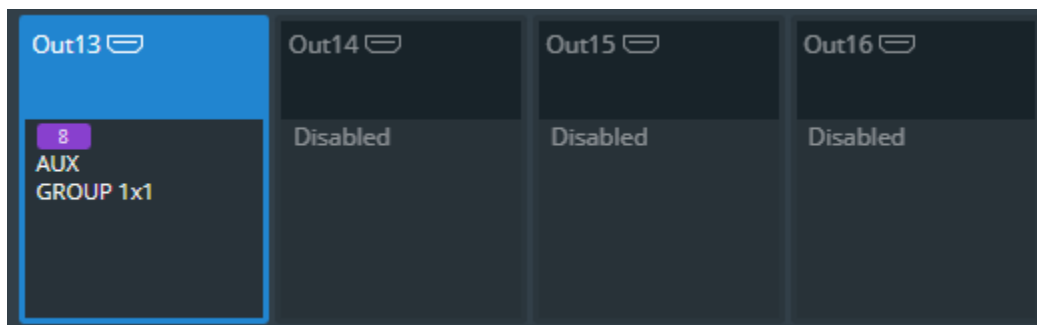 Out13
Out14
Out15
Out16
8
AUX
GROUP 1x1
Disabled
Disabled
Disabled